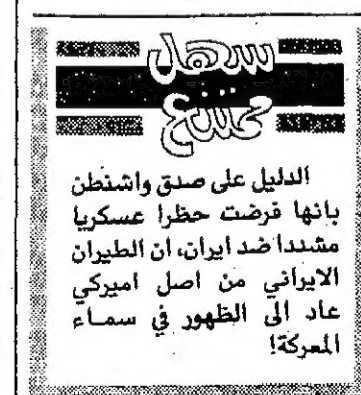 سهل
ممتنع
الدليل على صدق واشنطن
بانها فرضت حظرا عسكريا
مشددا ضد ايران، ان الطيران
الايراني من اصل اميركي
عاد الى الظهور في سماء
المعركة!